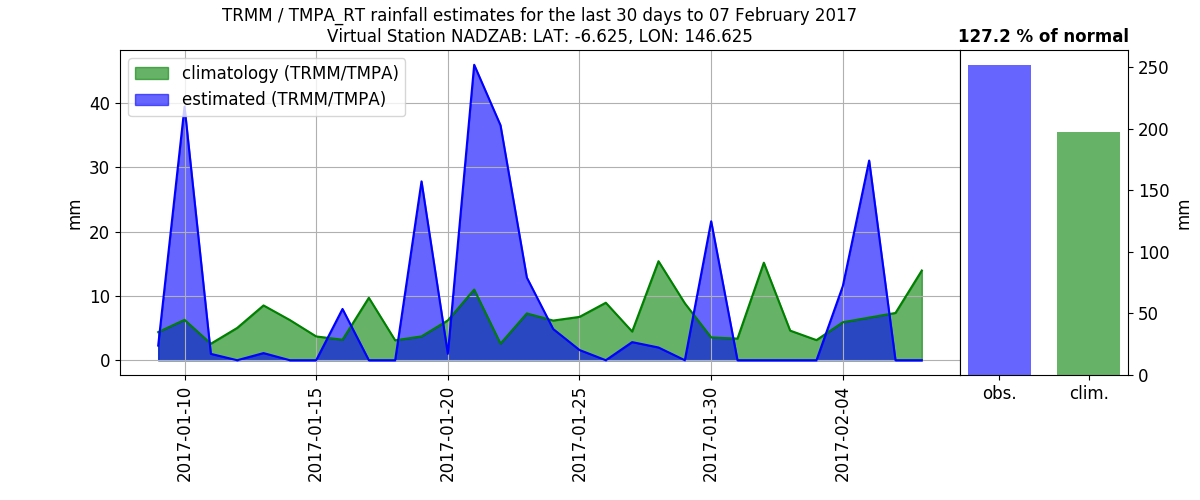 TRMM / TMPA_RT rainfall estimates for the last 30 days to 07 February 2017
Virtual Station NADZAB: LAT: -6.625, LON: 146.625
127.2 % of normal
climatology (TRMM/TMPA)
estimated (TRMM/TMPA)
mm
40
30
20
10
0
2017-01-10
2017-01-15
2017-01-20
2017-01-25
2017-01-30
2017-02-04
250
200
150
100
50
0
mm
obs.
clim.